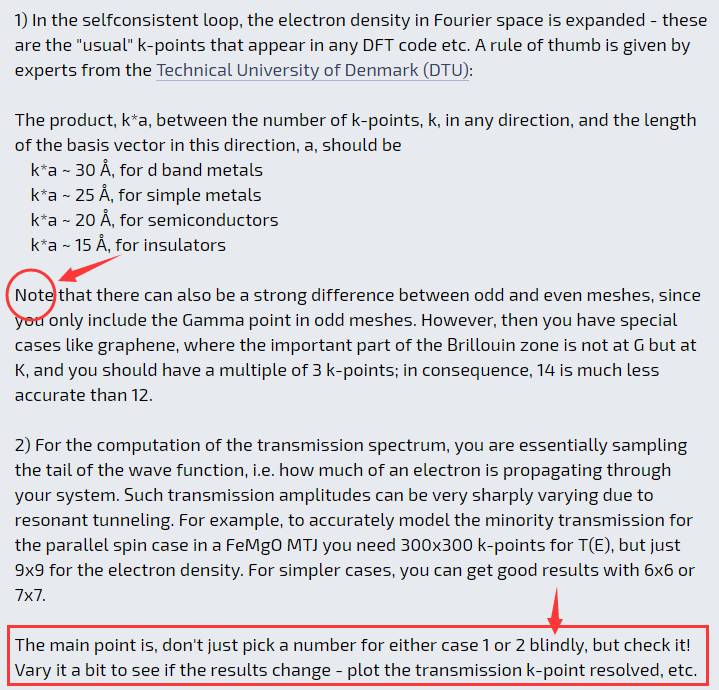 1) In the selfconsistent loop, the electron density in Fourier space is expanded - these
are the "usual" k-points that appear in any DFT code etc. A rule of thumb is given by
experts from the Technical University of Denmark (DTU):
The product, k*a, between the number of k-points, k, in any direction, and the length
of the basis vector in this direction, a, should be
k*a ~ 30 Å, for d band metals
k*a ~ 25 Å, for simple metals
k*a ~ 20 Å, for semiconductors
k*a ~ 15 Å, for insulators
Note that there can also be a strong difference between odd and even meshes, since
you only include the Gamma point in odd meshes. However, then you have special
cases like graphene, where the important part of the Brillouin zone is not at G but at
K, and you should have a multiple of 3 k-points; in consequence, 14 is much less
accurate than 12.
2) For the computation of the transmission spectrum, you are essentially sampling
the tail of the wave function, i.e. how much of an electron is propagating through
your system. Such transmission amplitudes can be very sharply varying due to
resonant tunneling. For example, to accurately model the minority transmission for
the parallel spin case in a FeMgO MTJ you need 300x300 k-points for T(E), but just
9x9 for the electron density. For simpler cases, you can get good results with 6x6 or
7x7.
The main point is, don't just pick a number for either case 1 or 2 blindly, but check it!
Vary it a bit to see if the results change - plot the transmission k-point resolved, etc.